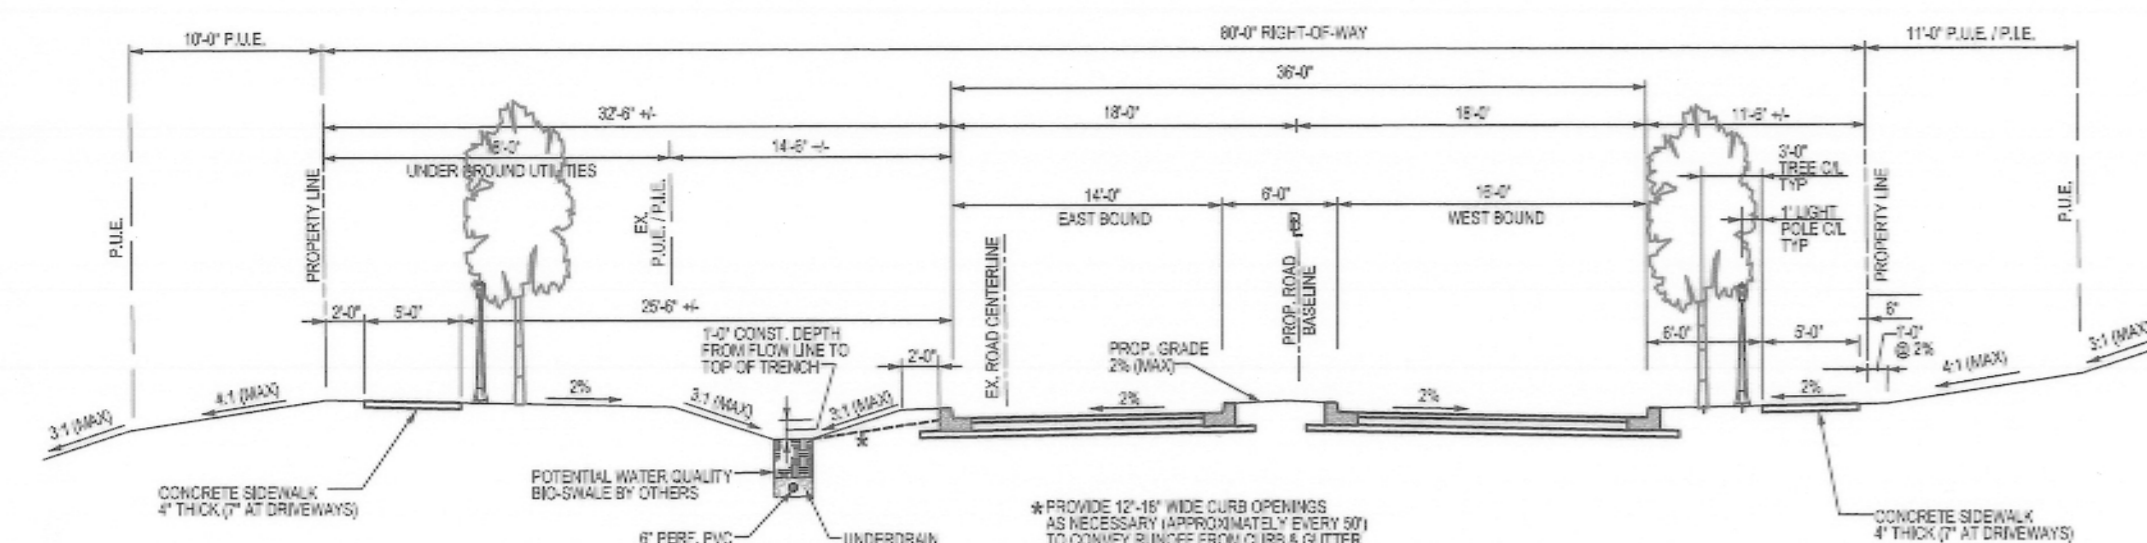 10'-0" P.U.E.
80'-0" RIGHT-OF-WAY
11'-0" P.U.E. / P.I.E.
36'-0"
32'-6" +/-
18'-0"
18'-0"
11'-6" +/-
14'-6" +/-
UNDER GROUND UTILITIES
3'-0"
TREE C/L
TYP
14'-0"
EAST BOUND
6'-0"
16'-0"
WEST BOUND
1' LIGHT
POLE C/L
TYP
P.U.E.
PROPERTY LINE
EX.
P.U.E. / P.I.E.
EX. ROAD CENTERLINE
PROP. ROAD
BASELINE
PROPERTY LINE
P.U.E.
2'-0"
5'-0"
25'-6" +/-
1'-0" CONST. DEPTH
FROM FLOW LINE TO
TOP OF TRENCH
2'-0"
PROP. GRADE
2% (MAX)
6'-0"
5'-0"
6"
1'-0"
@ 2%
3:1 (MAX)
4:1 (MAX)
2%
3:1 (MAX)
3:1 (MAX)
*
2%
2%
2%
4:1 (MAX)
3:1 (MAX)
CONCRETE SIDEWALK
4" THICK (7" AT DRIVEWAYS)
POTENTIAL WATER QUALITY
BIO-SWALE BY OTHERS
6" PERF. PVC
UNDERDRAIN
* PROVIDE 12"-18" WIDE CURB OPENINGS
AS NECESSARY (APPROXIMATELY EVERY 50')
TO CONVEY RUNOFF FROM CURB & GUTTER
CONCRETE SIDEWALK
4" THICK (7" AT DRIVEWAYS)